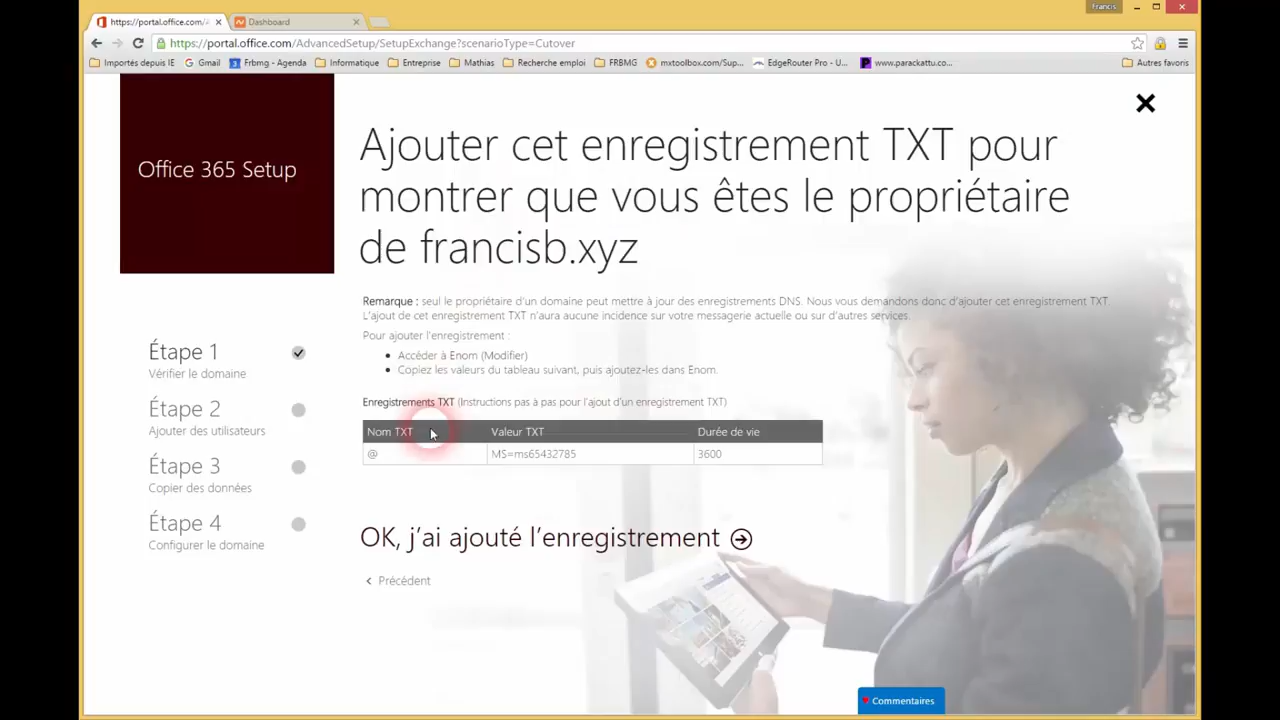 Francis
https://portal.office.com/
Dashboard
https://portal.office.com/AdvancedSetup/SetupExchange?scenarioType=Cutover
Importés depuis IE
Gmail
Frbmg - Agenda
Informatique
Entreprise
Mathias
Recherche emploi
FRBMG
mxtoolbox.com/Sup...
EdgeRouter Pro - U...
www.parackattu.co...
Autres favoris
Office 365 Setup
Étape 1
Vérifier le domaine
Étape 2
Ajouter des utilisateurs
Étape 3
Copier des données
Étape 4
Configurer le domaine
Ajouter cet enregistrement TXT pour
montrer que vous êtes le propriétaire
de francisb.xyz
Remarque : seul le propriétaire d'un domaine peut mettre à jour des enregistrements DNS. Nous vous demandons donc d'ajouter cet enregistrement TXT
L'ajout de cet enregistrement TXT n'aura aucune incidence sur votre messagerie actuelle ou sur d'autres services.
Pour ajouter l'enregistrement :
Accéder à Enom (Modifier)
Copiez les valeurs du tableau suivant, puis ajoutez-les dans Enom.
Enregistrements TXT (Instructions pas à pas pour l'ajout d'un enregistrement TXT)
Nom TXT Valeur TXT Durée de vie
@ MS=ms65432785 3600
OK, j'ai ajouté l'enregistrement
Précédent
Commentaires